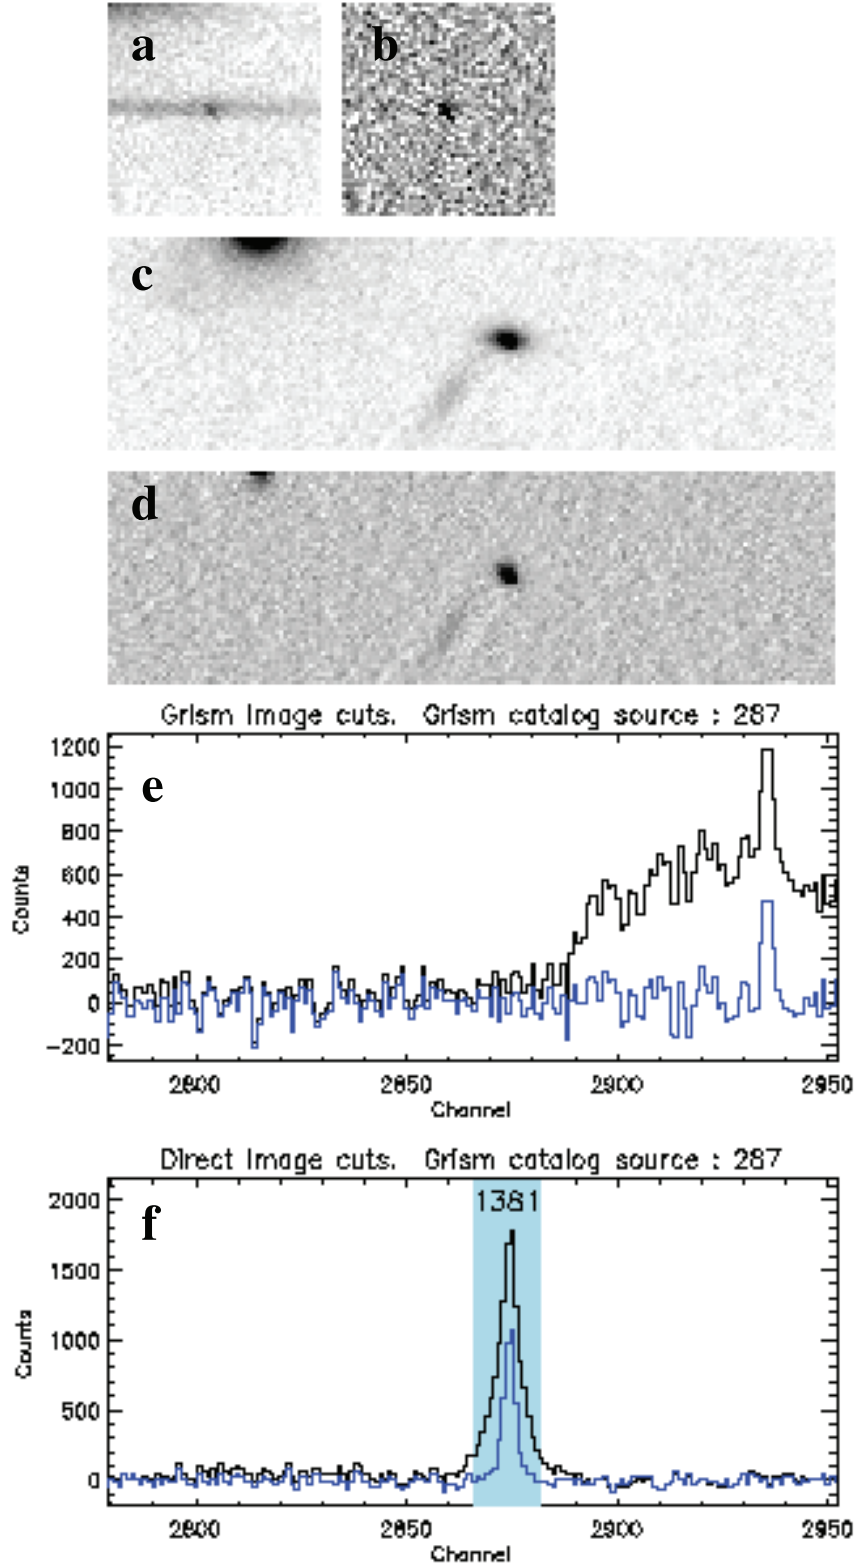 a
b
c
d
Grism image cuts. Grism catalog source : 287
e
1200
1000
800
600
400
200
0
-200
Counts
2800
2850
2900
2950
Channel
Direct image cuts. Grism catalog source : 287
f
1381
2000
1500
1000
500
0
Counts
2800
2850
2900
2950
Channel